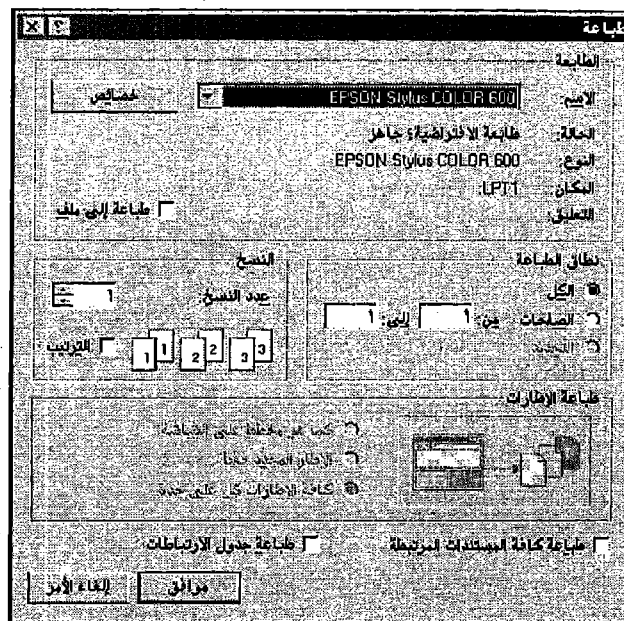 طباعة
الطابعة
الاسم: EPSON Stylus COLOR 600 خصائص
الحالة: طابعة الافتراضية؛ جاهز
النوع: EPSON Stylus COLOR 600
المكان: LPT1:
التعليق: طباعة إلى ملف
نطاق الطباعة
الكل
الصفحات من: 1 إلى: 1
التحديد
النسخ
عدد النسخ: 1
1 1 2 2 3 3 الترتيب
طباعة الإطارات
كما هو مخطط على الشاشة
الإطار المحدد فقط
كافة الإطارات كل على حدة
طباعة كافة المستندات المرتبطة طباعة جدول الارتباطات
موافق إلغاء الأمر